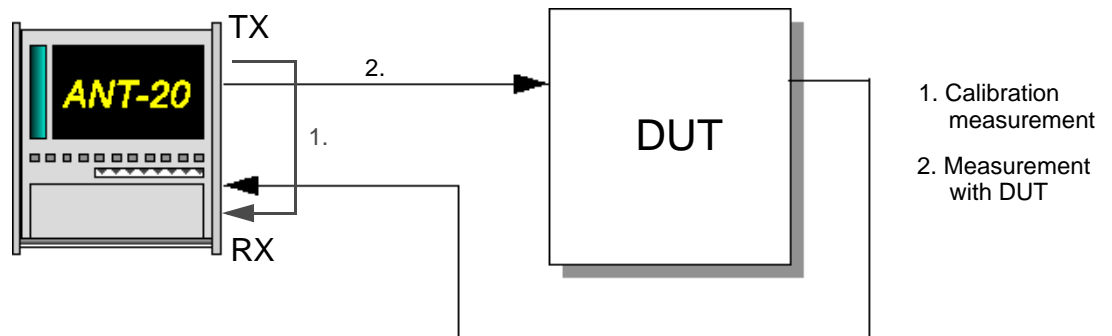 TX
ANT-20
2.
1.
RX
DUT
1. Calibration
measurement
2. Measurement
with DUT